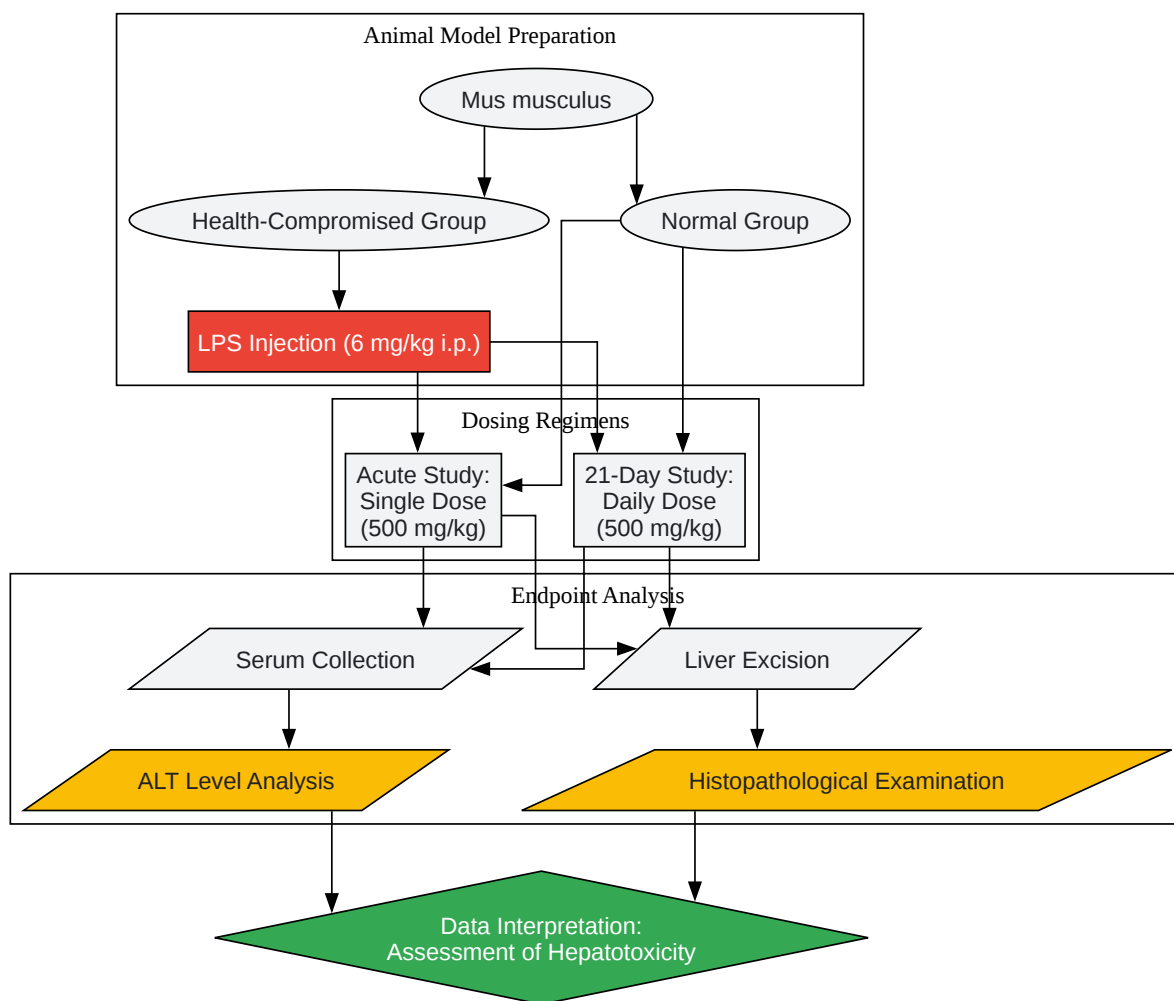 Animal Model Preparation
Mus musculus
Health-Compromised Group
Normal Group
LPS Injection (6 mg/kg i.p.)
Dosing Regimens
Acute Study:
Single Dose
(500 mg/kg)
21-Day Study:
Daily Dose
(500 mg/kg)
Endpoint Analysis
Serum Collection
Liver Excision
ALT Level Analysis
Histopathological Examination
Data Interpretation:
Assessment of Hepatotoxicity